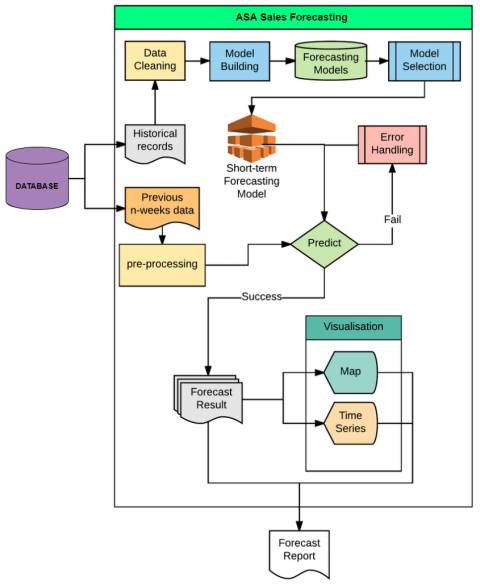 ASA Sales Forecasting
Data
Cleaning
Model
Building
Forecasting
Models
Model
Selection
Historical
records
Short-term
Forecasting
Model
Error
Handling
DATABASE
Previous
n-weeks data
Fail
pre-processing
Predict
Success
Visualisation
Map
Forecast
Result
Time
Series
Forecast
Report